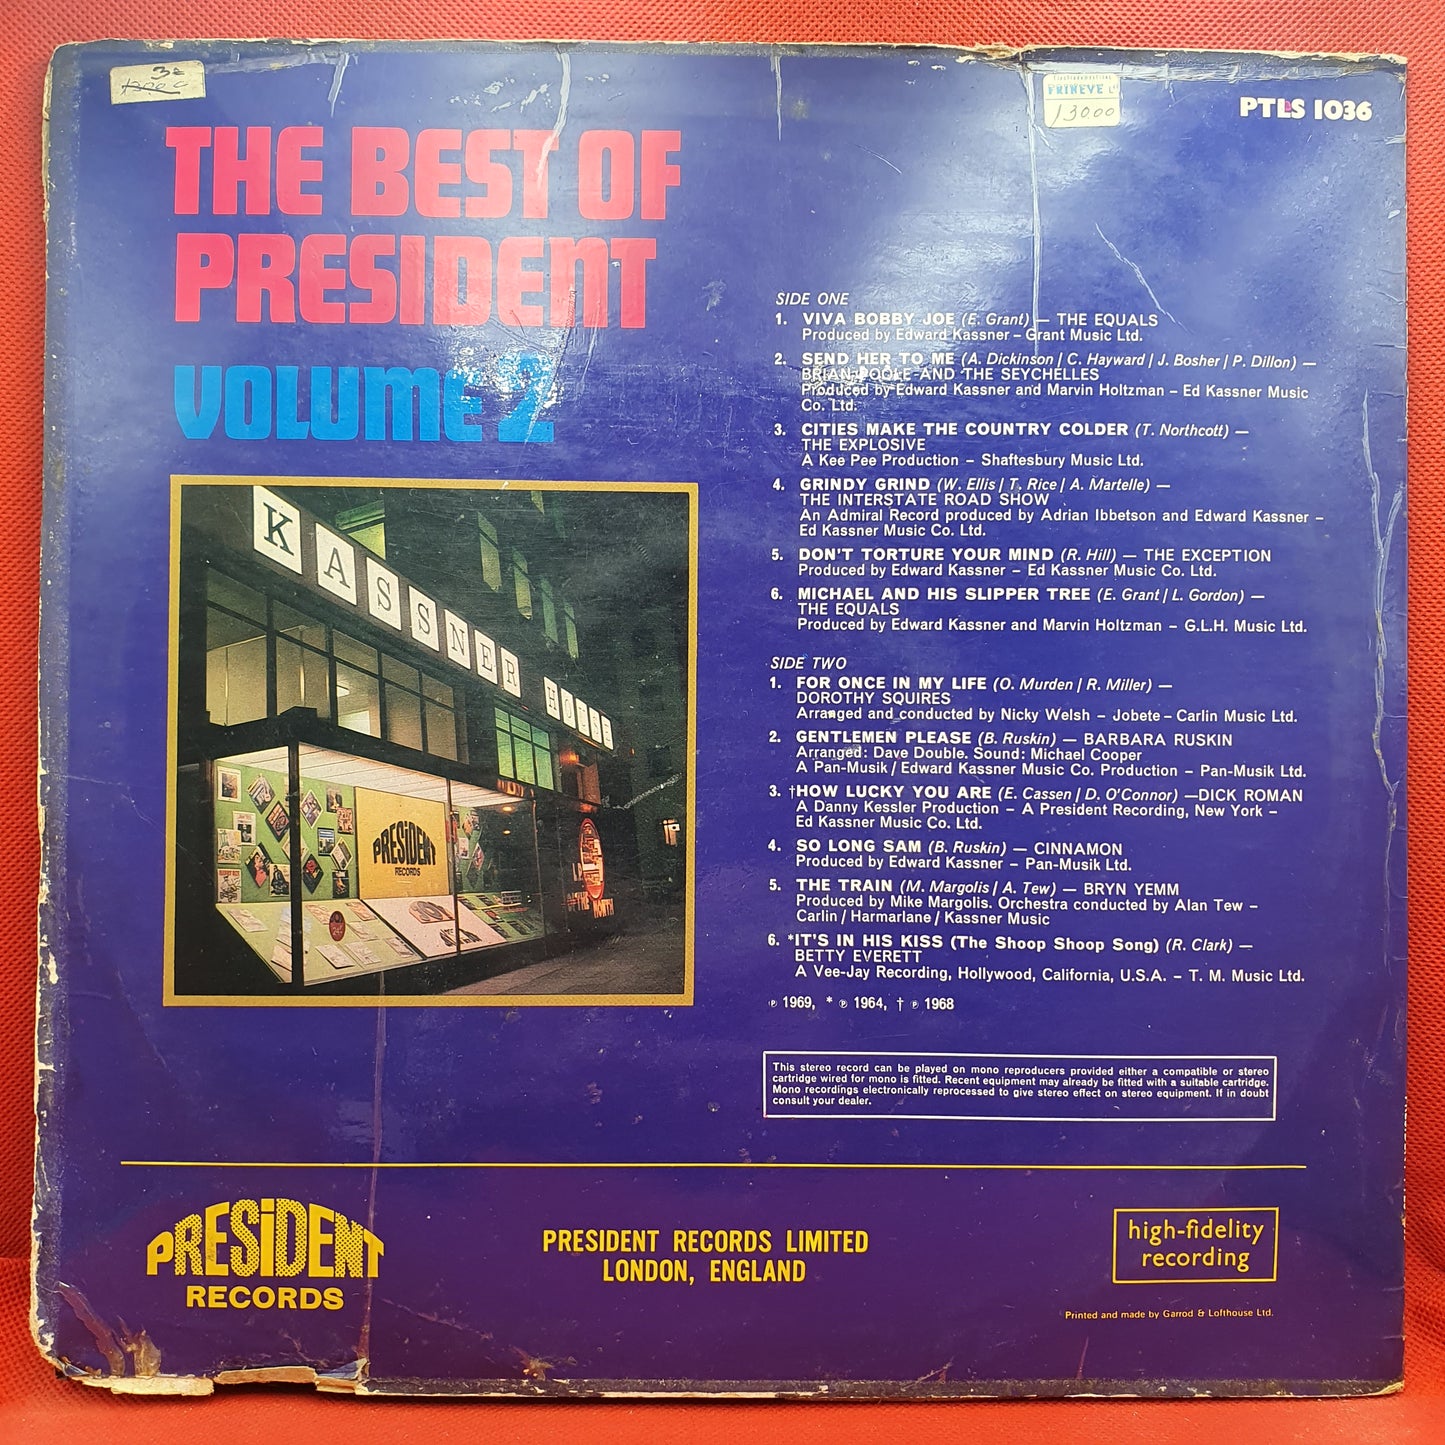 FRINEVE
13000
PTLS 1036
THE BEST OF
PRESIDENT
VOLUME 2
KASSNER HOUSE
PRESIDENT
RECORDS
SIDE ONE
1. VIVA BOBBY JOE (E. Grant) — THE EQUALS
Produced by Edward Kassner – Grant Music Ltd.
2. SEND HER TO ME (A. Dickinson / C. Hayward / J. Bosher / P. Dillon) —
BRIAN POOLE AND THE SEYCHELLES
Produced by Edward Kassner and Marvin Holtzman – Ed Kassner Music
Co. Ltd.
3. CITIES MAKE THE COUNTRY COLDER (T. Northcott) —
THE EXPLOSIVE
A Kee Pee Production – Shaftesbury Music Ltd.
4. GRINDY GRIND (W. Ellis / T. Rice / A. Martelle) —
THE INTERSTATE ROAD SHOW
An Admiral Record produced by Adrian Ibbetson and Edward Kassner –
Ed Kassner Music Co. Ltd.
5. DON'T TORTURE YOUR MIND (R. Hill) — THE EXCEPTION
Produced by Edward Kassner – Ed Kassner Music Co. Ltd.
6. MICHAEL AND HIS SLIPPER TREE (E. Grant / L. Gordon) —
THE EQUALS
Produced by Edward Kassner and Marvin Holtzman – G.L.H. Music Ltd.
SIDE TWO
1. FOR ONCE IN MY LIFE (O. Murden / R. Miller) —
DOROTHY SQUIRES
Arranged and conducted by Nicky Welsh – Jobete – Carlin Music Ltd.
2. GENTLEMEN PLEASE (B. Ruskin) — BARBARA RUSKIN
Arranged: Dave Double. Sound: Michael Cooper
A Pan-Musik / Edward Kassner Music Co. Production – Pan-Musik Ltd.
3. †HOW LUCKY YOU ARE (E. Cassen / D. O'Connor) —DICK ROMAN
A Danny Kessler Production – A President Recording, New York –
Ed Kassner Music Co. Ltd.
4. SO LONG SAM (B. Ruskin) — CINNAMON
Produced by Edward Kassner – Pan-Musik Ltd.
5. THE TRAIN (M. Margolis / A. Tew) — BRYN YEMM
Produced by Mike Margolis. Orchestra conducted by Alan Tew –
Carlin / Harmarlane / Kassner Music
6. *IT'S IN HIS KISS (The Shoop Shoop Song) (R. Clark) —
BETTY EVERETT
A Vee-Jay Recording, Hollywood, California, U.S.A. – T. M. Music Ltd.
℗ 1969, * ℗ 1964, † ℗ 1968
This stereo record can be played on mono reproducers provided either a compatible or stereo
cartridge wired for mono is fitted. Recent equipment may already be fitted with a suitable cartridge.
Mono recordings electronically reprocessed to give stereo effect on stereo equipment. If in doubt
consult your dealer.
PRESIDENT
RECORDS
PRESIDENT RECORDS LIMITED
LONDON, ENGLAND
high-fidelity
recording
Printed and made by Garrod & Lofthouse Ltd.